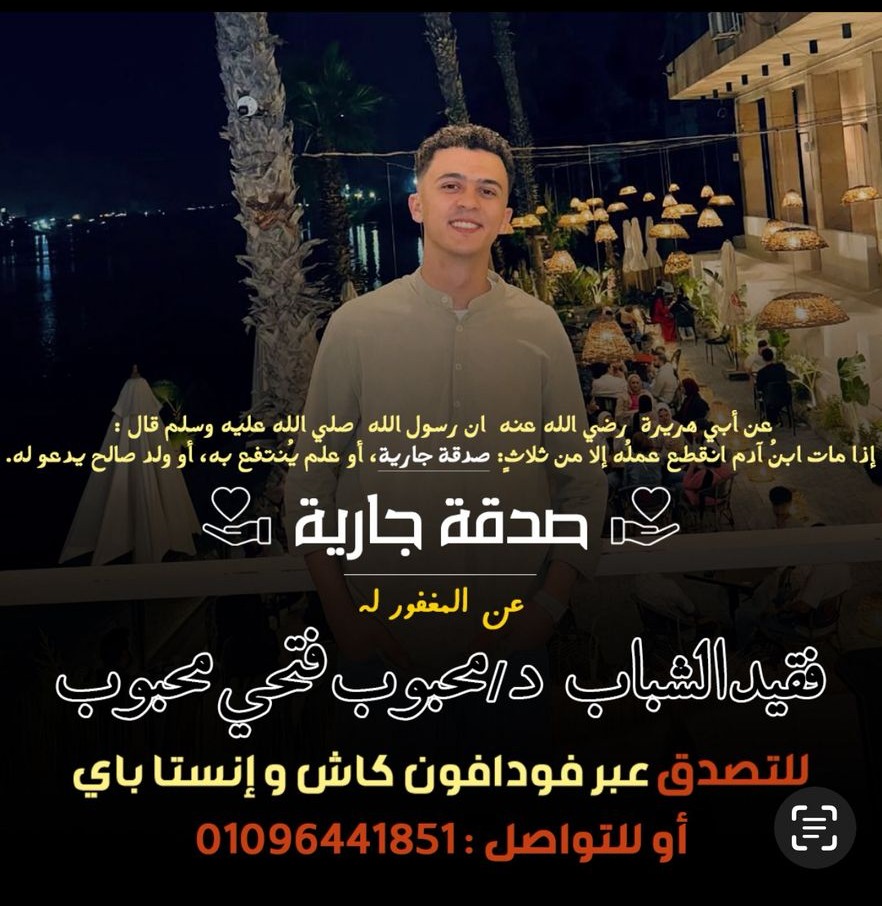 عن أبي هريرة رضي الله عنه ان رسول الله صلي الله عليه وسلم قال :
إذا مات ابنُ آدم انقطع عملُه إلا من ثلاثٍ: صدقة جارية، أو علم يُنتفع به، أو ولد صالح يدعو له.
صدقة جارية
عن المغفور له
فقيد الشباب د/محبوب فتحي محبوب
للتصدق عبر فودافون كاش و إنستا باي
أو للتواصل : 01096441851